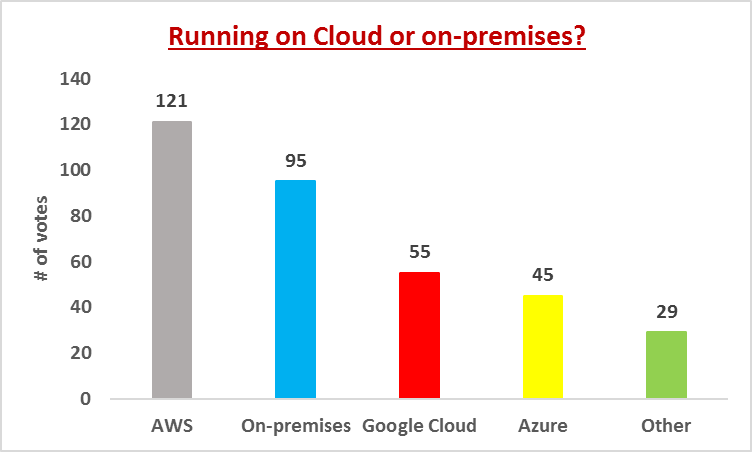 Running on Cloud or on-premises?
# of votes
140
120
100
80
60
40
20
0
121
95
55
45
29
AWS
On-premises
Google Cloud
Azure
Other